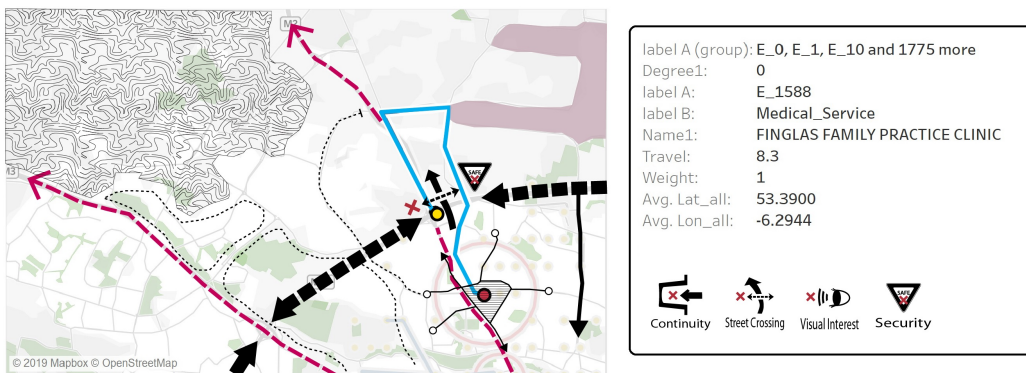 M2
M3
SAFE
© 2019 Mapbox © OpenStreetMap
label A (group): E_0, E_1, E_10 and 1775 more
Degree1: 0
label A: E_1588
label B: Medical_Service
Name1: FINGLAS FAMILY PRACTICE CLINIC
Travel: 8.3
Weight: 1
Avg. Lat_all: 53.3900
Avg. Lon_all: -6.2944
SAFE
Continuity Street Crossing Visual Interest Security